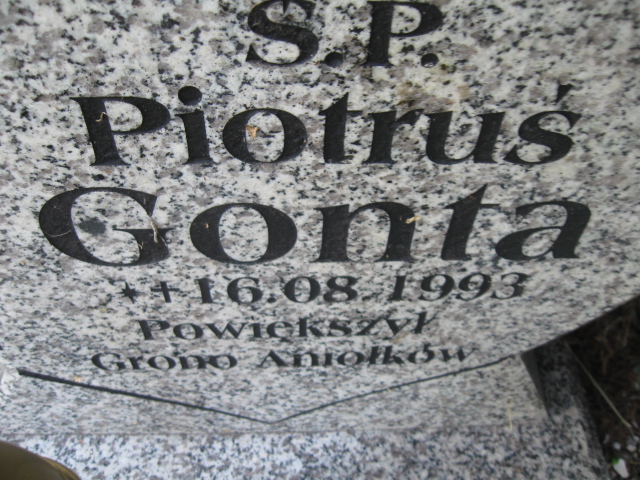 Ś.P.
Piotruś
Gonta
*+16.08.1993
Powiększył
Grono Aniołków